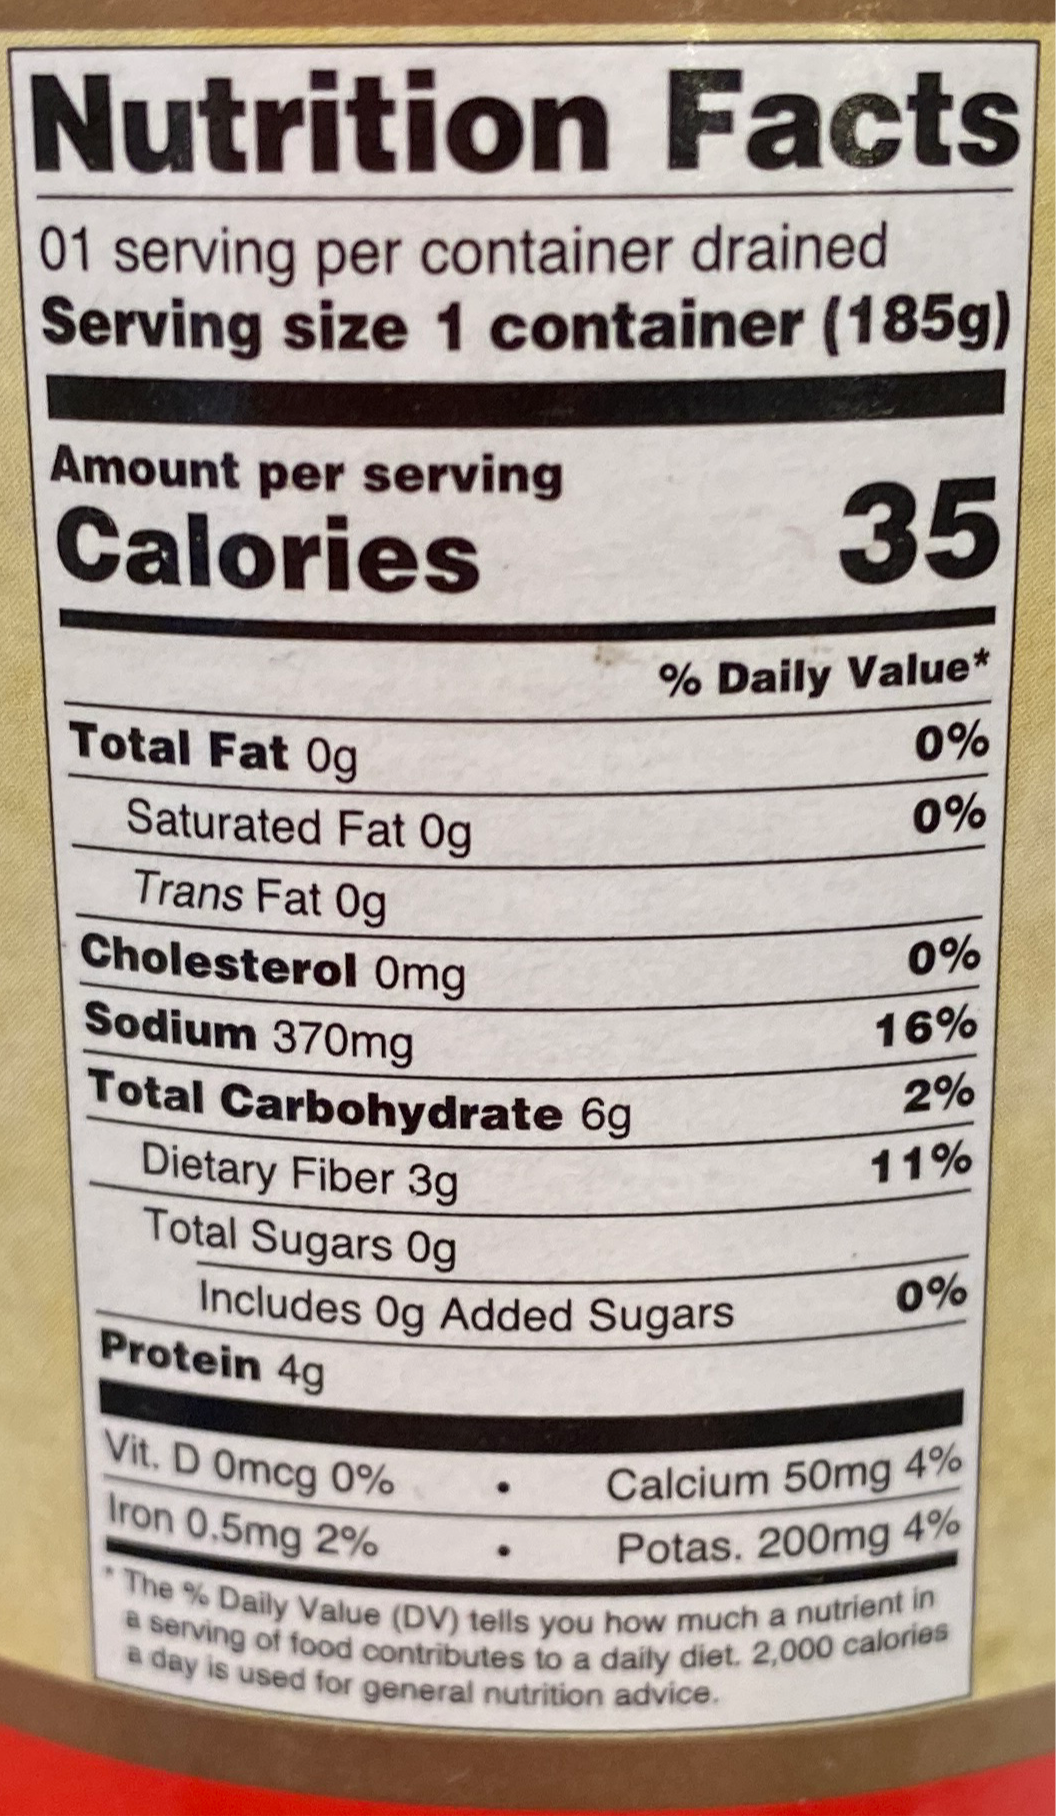 Nutrition Facts
01 serving per container drained
Serving size 1 container (185g)
Amount per serving
Calories 35
% Daily Value*
Total Fat 0g 0%
Saturated Fat 0g 0%
Trans Fat 0g
Cholesterol 0mg 0%
Sodium 370mg 16%
Total Carbohydrate 6g 2%
Dietary Fiber 3g 11%
Total Sugars 0g
Includes 0g Added Sugars 0%
Protein 4g
Vit. D 0mcg 0% • Calcium 50mg 4%
Iron 0.5mg 2% • Potas. 200mg 4%
* The % Daily Value (DV) tells you how much a nutrient in
a serving of food contributes to a daily diet. 2,000 calories
a day is used for general nutrition advice.